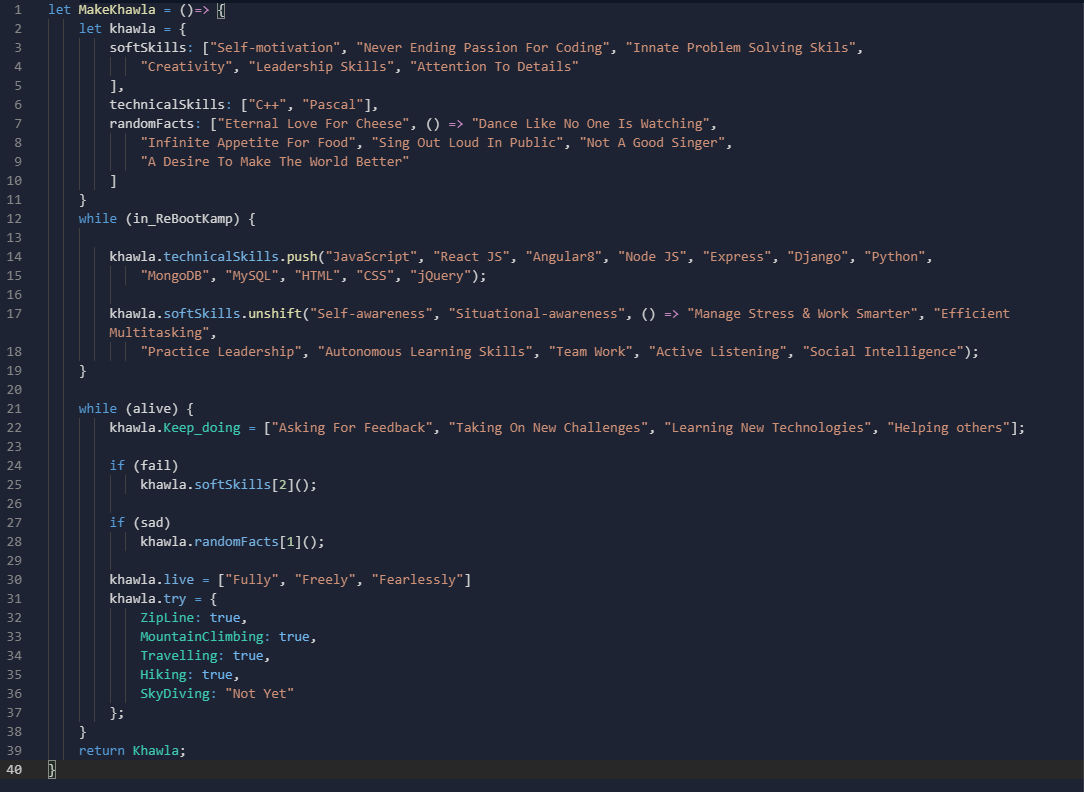 1 let MakeKhawla = ()=> {
2 let khawla = {
3 softSkills: ["Self-motivation", "Never Ending Passion For Coding", "Innate Problem Solving Skils",
4 "Creativity", "Leadership Skills", "Attention To Details"
5 ],
6 technicalSkills: ["C++", "Pascal"],
7 randomFacts: ["Eternal Love For Cheese", () => "Dance Like No One Is Watching",
8 "Infinite Appetite For Food", "Sing Out Loud In Public", "Not A Good Singer",
9 "A Desire To Make The World Better"
10 ]
11 }
12 while (in_ReBootKamp) {
13
14 khawla.technicalSkills.push("JavaScript", "React JS", "Angular8", "Node JS", "Express", "Django", "Python",
15 "MongoDB", "MySQL", "HTML", "CSS", "jQuery");
16
17 khawla.softSkills.unshift("Self-awareness", "Situational-awareness", () => "Manage Stress & Work Smarter", "Efficient
Multitasking",
18 "Practice Leadership", "Autonomous Learning Skills", "Team Work", "Active Listening", "Social Intelligence");
19 }
20
21 while (alive) {
22 khawla.Keep_doing = ["Asking For Feedback", "Taking On New Challenges", "Learning New Technologies", "Helping others"];
23
24 if (fail)
25 khawla.softSkills[2]();
26
27 if (sad)
28 khawla.randomFacts[1]();
29
30 khawla.live = ["Fully", "Freely", "Fearlessly"]
31 khawla.try = {
32 ZipLine: true,
33 MountainClimbing: true,
34 Travelling: true,
35 Hiking: true,
36 SkyDiving: "Not Yet"
37 };
38 }
39 return Khawla;
40 }